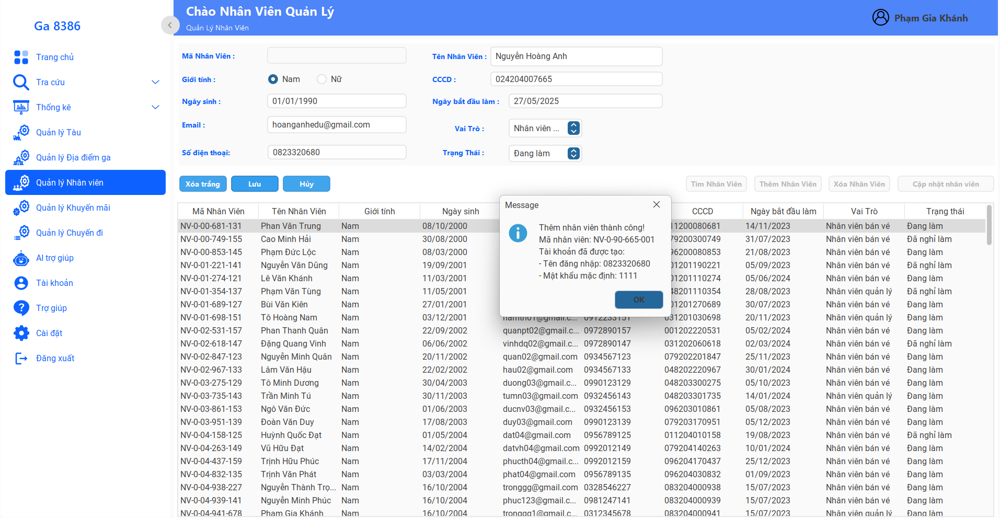 Ga 8386
Trang chủ
Tra cứu
Thống kê
Quản lý Tàu
Quản lý Địa điểm ga
Quản lý Nhân viên
Quản lý Khuyến mãi
Quản lý Chuyến đi
AI trợ giúp
Tài khoản
Trợ giúp
Cài đặt
Đăng xuất
Chào Nhân Viên Quản Lý
Quản Lý Nhân Viên
Phạm Gia Khánh
Mã Nhân Viên :
Tên Nhân Viên : Nguyễn Hoàng Anh
Giới tính : Nam Nữ
CCCD : 024204007665
Ngày sinh : 01/01/1990
Ngày bắt đầu làm : 27/05/2025
Email : hoanganhedu@gmail.com
Vai Trò : Nhân viên ...
Số điện thoại: 0823320680
Trạng Thái : Đang làm
Xóa trắng Lưu Hủy Tìm Nhân Viên Thêm Nhân Viên Xóa Nhân Viên Cập nhật nhân viên
Message
Thêm nhân viên thành công!
Mã nhân viên: NV-0-90-665-001
Tài khoản đã được tạo:
- Tên đăng nhập: 0823320680
- Mật khẩu mặc định: 1111
OK
Mã Nhân Viên Tên Nhân Viên Giới tính Ngày sinh CCCD Ngày bắt đầu làm Vai Trò Trạng thái
NV-0-00-681-131 Phan Văn Trung Nam 08/10/2000 11200080681 14/11/2023 Nhân viên bán vé Đang làm
NV-0-00-749-155 Cao Minh Hải Nam 30/08/2000 79200300749 31/07/2023 Nhân viên bán vé Đã nghỉ làm
NV-0-00-853-145 Phạm Đức Lộc Nam 08/03/2000 96200080853 21/08/2023 Nhân viên bán vé Đang làm
NV-0-01-221-141 Nguyễn Văn Dũng Nam 19/09/2001 01201190221 05/09/2023 Nhân viên bán vé Đã nghỉ làm
NV-0-01-274-121 Lê Văn Khánh Nam 11/03/2001 01201110274 05/06/2024 Nhân viên bán vé Đang làm
NV-0-01-354-137 Phạm Văn Tùng Nam 11/05/2001 48201110354 28/08/2023 Nhân viên quản lý Đã nghỉ làm
NV-0-01-689-127 Bùi Văn Kiên Nam 27/01/2001 01201270689 30/07/2023 Nhân viên bán vé Đang làm
NV-0-01-698-151 Tô Hoàng Nam Nam 03/12/2001 namth01@gmail.c... 0912233151 031201030698 20/11/2023 Nhân viên quản lý Đang làm
NV-0-02-531-157 Phan Thanh Quân Nam 22/09/2002 quanpt02@gmail.c... 0972890157 001202220531 05/02/2024 Nhân viên bán vé Đang làm
NV-0-02-618-147 Đặng Quang Vinh Nam 06/06/2002 vinhdq02@gmail.c... 0972890147 031202060618 02/03/2024 Nhân viên bán vé Đã nghỉ làm
NV-0-02-847-123 Nguyễn Minh Quân Nam 20/11/2002 quan02@gmail.com 0934567123 079202201847 25/11/2023 Nhân viên bán vé Đang làm
NV-0-02-967-133 Lâm Văn Hậu Nam 22/02/2002 hau02@gmail.com 0934567133 048202220967 30/01/2024 Nhân viên bán vé Đang làm
NV-0-03-275-129 Tô Minh Dương Nam 30/04/2003 duong03@gmail.c... 0990123129 048203300275 05/10/2023 Nhân viên bán vé Đang làm
NV-0-03-735-143 Trần Minh Tú Nam 30/11/2003 tumn03@gmail.com 0932456143 048203301735 14/01/2024 Nhân viên quản lý Đang làm
NV-0-03-861-153 Ngô Văn Đức Nam 01/06/2003 ducnv03@gmail.c... 0932456153 096203010861 05/08/2023 Nhân viên bán vé Đang làm
NV-0-03-951-139 Đoàn Văn Duy Nam 17/08/2003 duy03@gmail.com 0990123139 079203170951 05/12/2023 Nhân viên bán vé Đang làm
NV-0-04-158-125 Huỳnh Quốc Đạt Nam 01/05/2004 dat04@gmail.com 0956789125 011204010158 19/08/2023 Nhân viên bán vé Đã nghỉ làm
NV-0-04-263-149 Vũ Hữu Đạt Nam 14/02/2004 datvh04@gmail.com 0992012149 079204140263 10/01/2024 Nhân viên bán vé Đang làm
NV-0-04-437-159 Trịnh Hữu Phúc Nam 17/11/2004 phucth04@gmail.c... 0992012159 096204170437 25/12/2023 Nhân viên bán vé Đang làm
NV-0-04-832-135 Trịnh Văn Phát Nam 03/03/2004 phat04@gmail.com 0956789135 096204030832 01/09/2023 Nhân viên bán vé Đang làm
NV-0-04-938-227 Nguyễn Thành Trọ... Nam 16/10/2004 tronggg@gmail.com 0328546227 083204000938 15/07/2023 Nhân viên bán vé Đang làm
NV-0-04-939-141 Nguyễn Minh Phúc Nam 16/10/2004 phuc123@gmail.c... 0981247141 083204000939 15/07/2023 Nhân viên bán vé Đang làm
NV-0-04-941-678 Phạm Gia Khánh Nam 16/10/2004 tronggg1@gmail.c... 0312345678 083204000941 15/07/2023 Nhân viên quản lý Đang làm